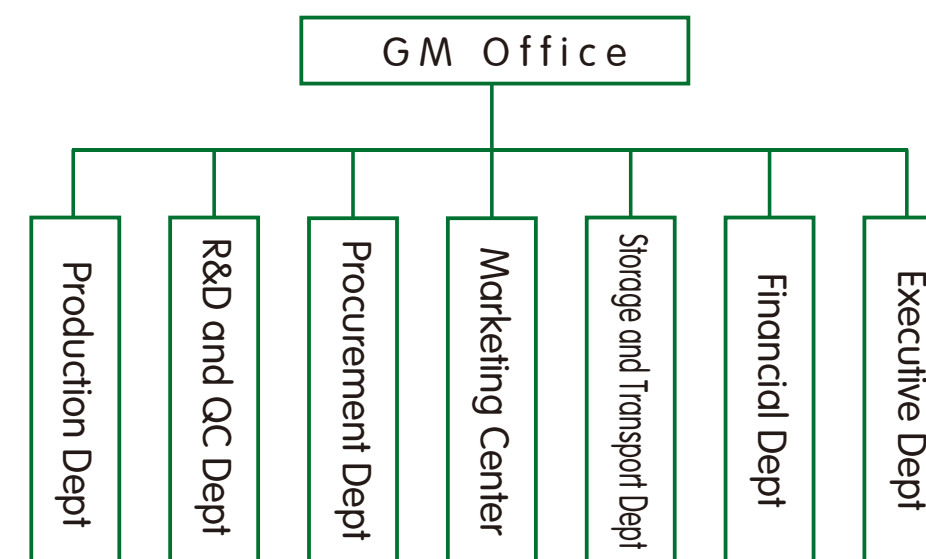 GM Office
Production Dept
R&D and QC Dept
Procurement Dept
Marketing Center
Storage and Transport Dept
Financial Dept
Executive Dept